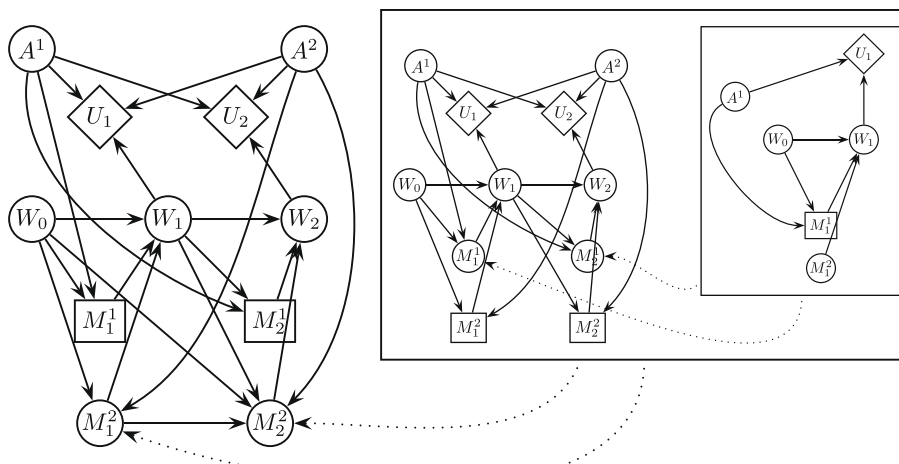 A¹ A²
U₁ U₂
W₀ W₁ W₂
M₁¹ M₂¹
M₁² M₂²
A¹ A²
U₁ U₂
W₀ W₁ W₂
M₁¹ M₂¹
M₁² M₂²
U₁
A¹
W₀ W₁
M₁¹
M₁²